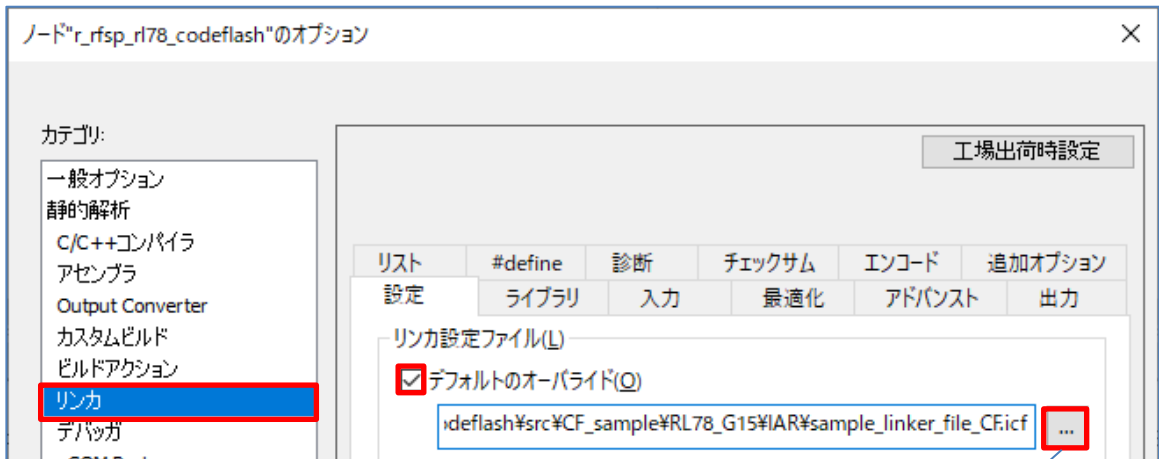 ノード"r_rfsp_rl78_codeflash"のオプション
カテゴリ:
工場出荷時設定
一般オプション
静的解析
C/C++コンパイラ
アセンブラ
Output Converter
カスタムビルド
ビルドアクション
リンカ
デバッガ
リスト #define 診断 チェックサム エンコード 追加オプション
設定 ライブラリ 入力 最適化 アドバンスト 出力
リンカ設定ファイル(L)
デフォルトのオーバライド(O)
odeflash¥src¥CF_sample¥RL78_G15¥IAR¥sample_linker_file_CF.icf ...